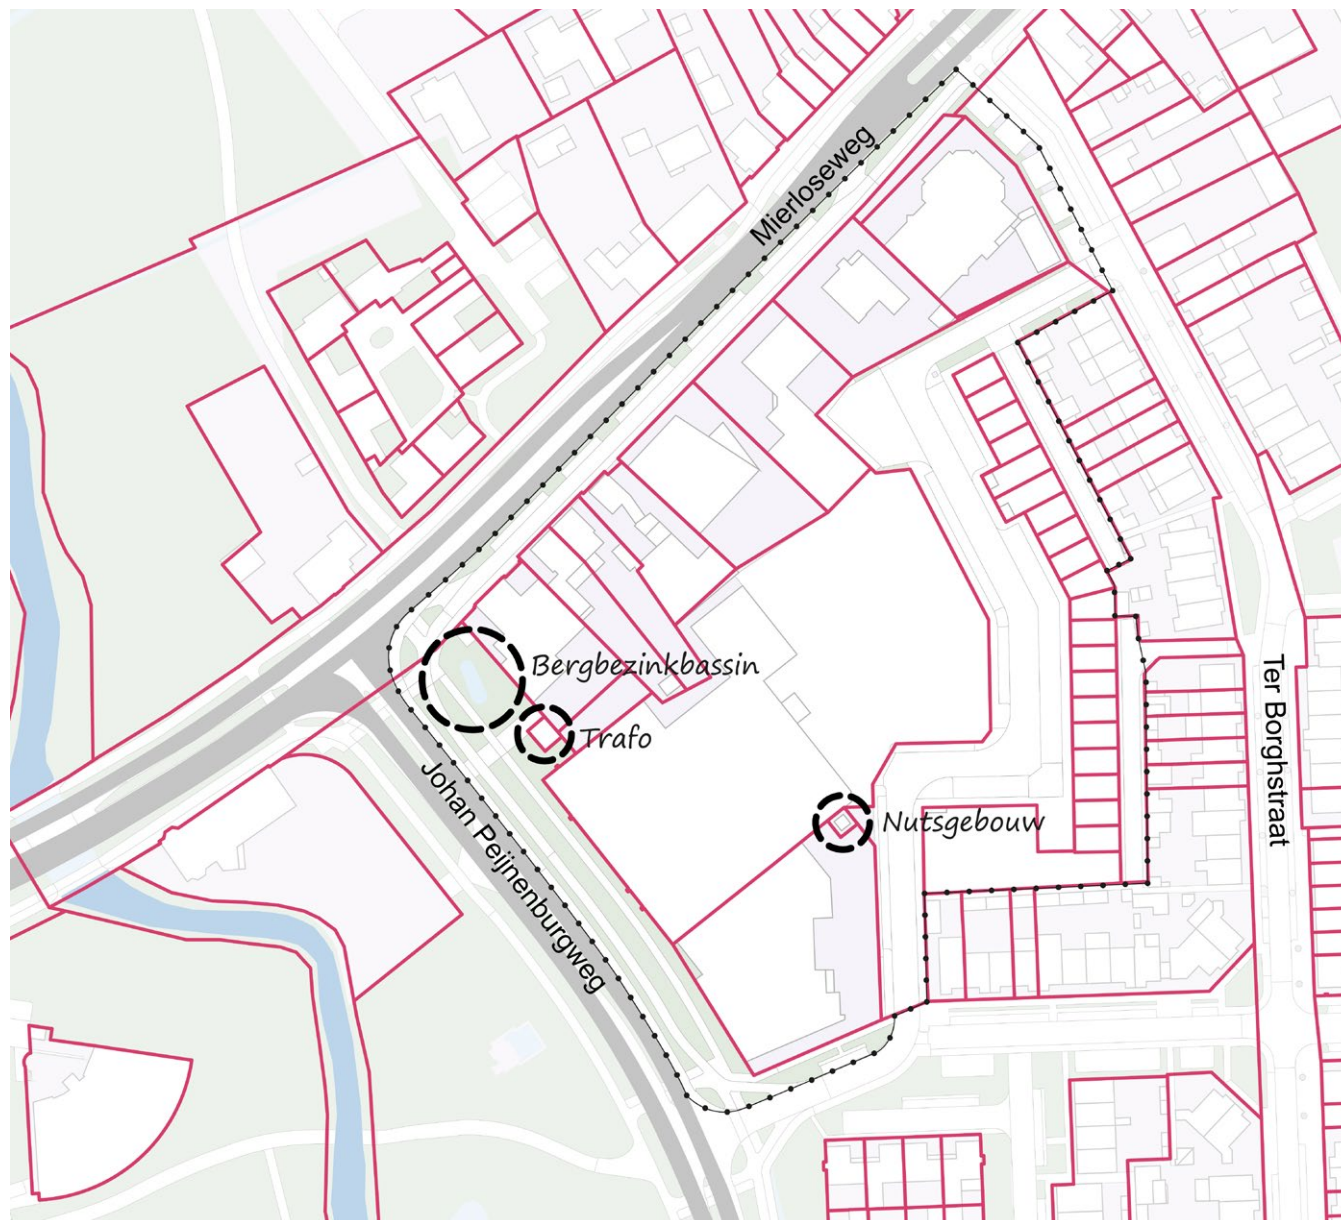 Mierloseweg
Bergbezinkbassin
Trafo
Johan Peijnenburgweg
Nutsgebouw
Ter Borghstraat